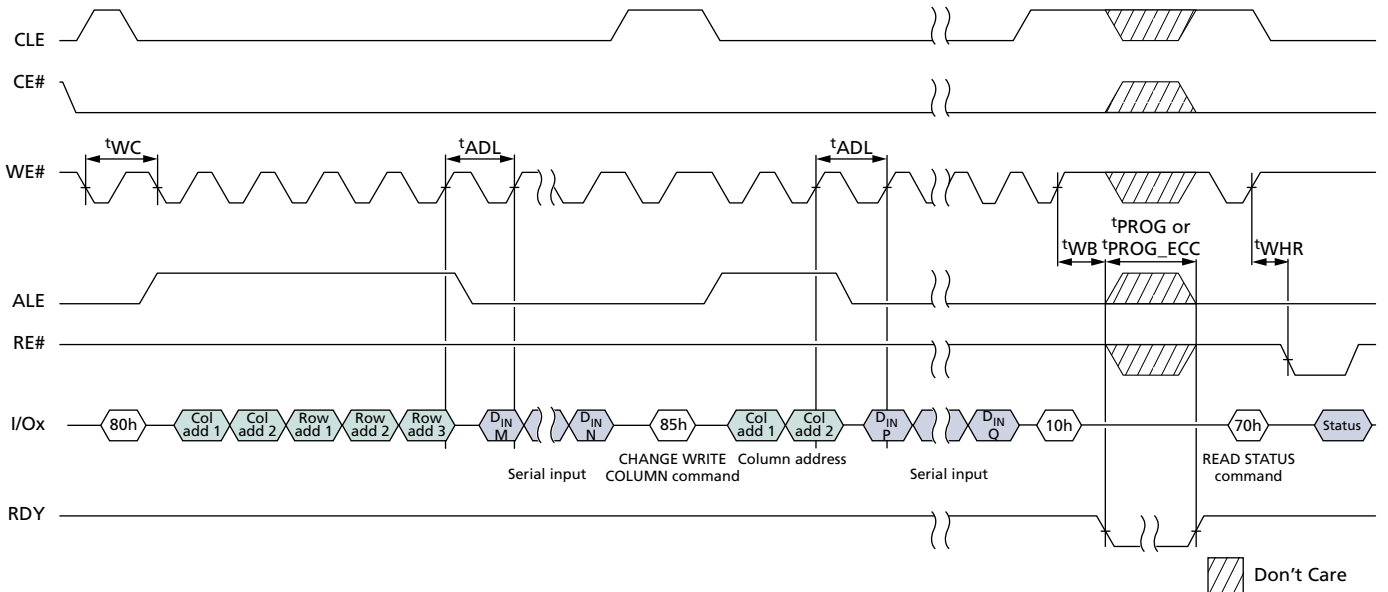 CLE
CE#
tWC
tADL
tADL
WE#
tPROG or
tWB tPROG_ECC
tWHR
ALE
RE#
I/Ox
80h
Col add 1
Col add 2
Row add 1
Row add 2
Row add 3
DIN M
DIN N
85h
Col add 1
Col add 2
DIN P
DIN Q
10h
70h
Status
Serial input
CHANGE WRITE
COLUMN command
Column address
Serial input
READ STATUS
command
RDY
Don't Care